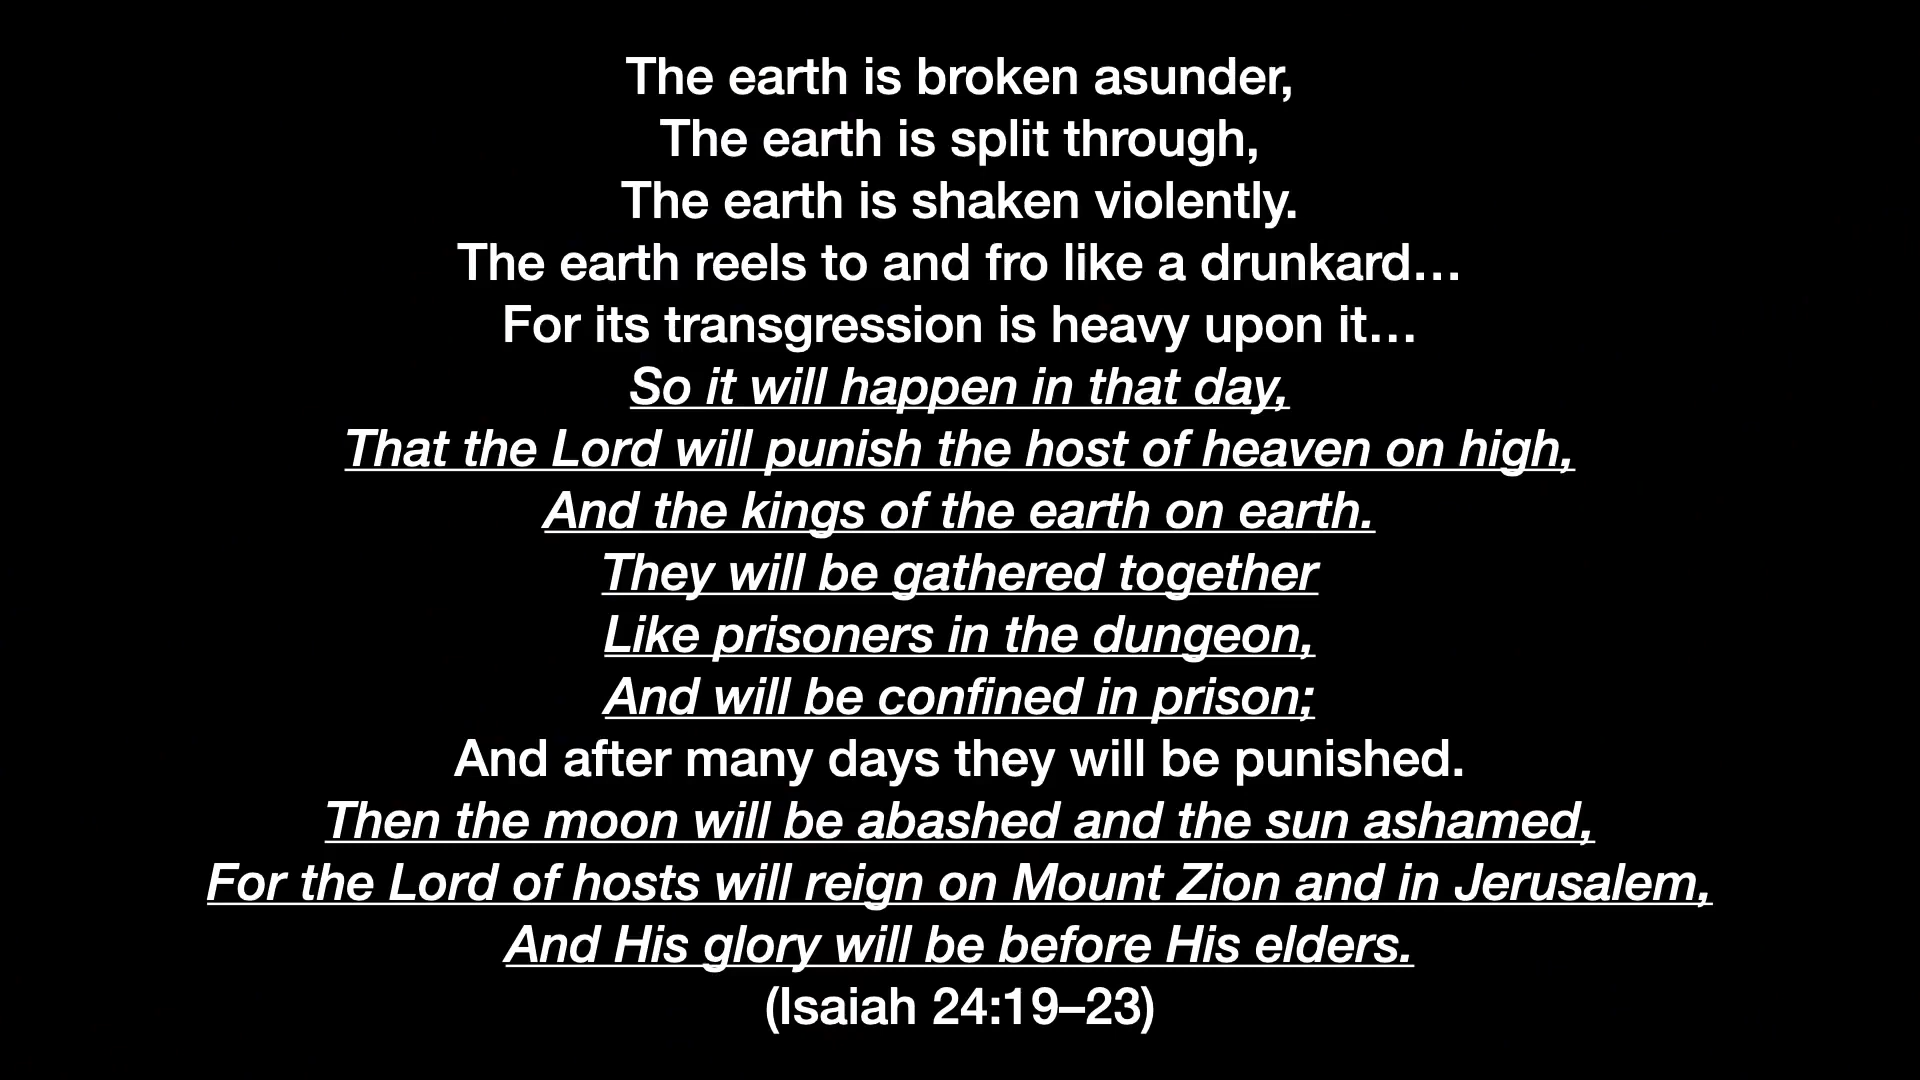 The earth is broken asunder,
The earth is split through,
The earth is shaken violently.
The earth reels to and fro like a drunkard…
For its transgression is heavy upon it…
So it will happen in that day,
That the Lord will punish the host of heaven on high,
And the kings of the earth on earth.
They will be gathered together
Like prisoners in the dungeon,
And will be confined in prison;
And after many days they will be punished.
Then the moon will be abashed and the sun ashamed,
For the Lord of hosts will reign on Mount Zion and in Jerusalem,
And His glory will be before His elders.
(Isaiah 24:19–23)